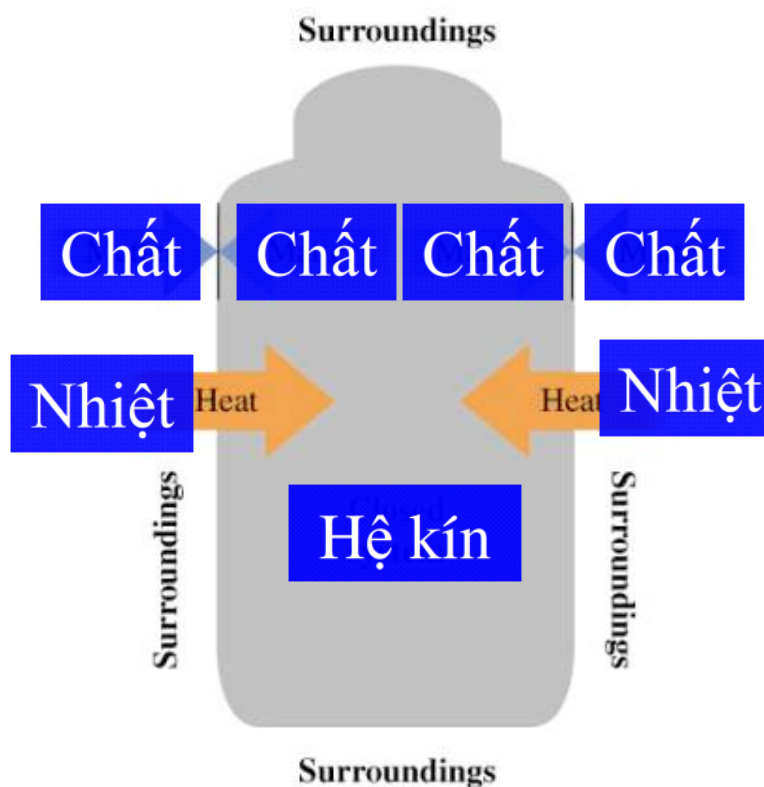 Surroundings
Chất Chất Chất Chất
Nhiệt Heat Heat Nhiệt
Surroundings
Hệ kín
Surroundings
Surroundings